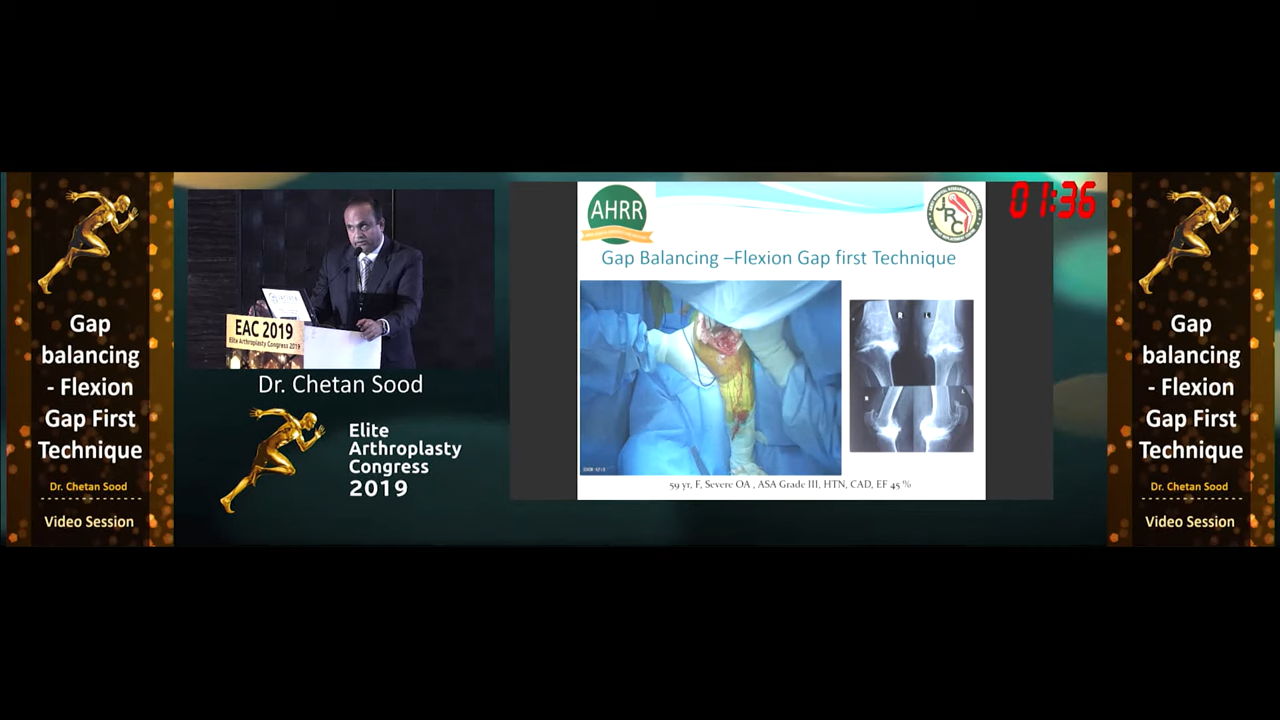 Gap
balancing
- Flexion
Gap First
Technique
Dr. Chetan Sood
Video Session
EAC 2019
Elite Arthroplasty Congress 2019
Dr. Chetan Sood
Elite
Arthroplasty
Congress
2019
AHRR
JRC
Gap Balancing –Flexion Gap first Technique
R
59 yr, F, Severe OA , ASA Grade III, HTN, CAD, EF 45 %
01:36
Gap
balancing
- Flexion
Gap First
Technique
Dr. Chetan Sood
Video Session